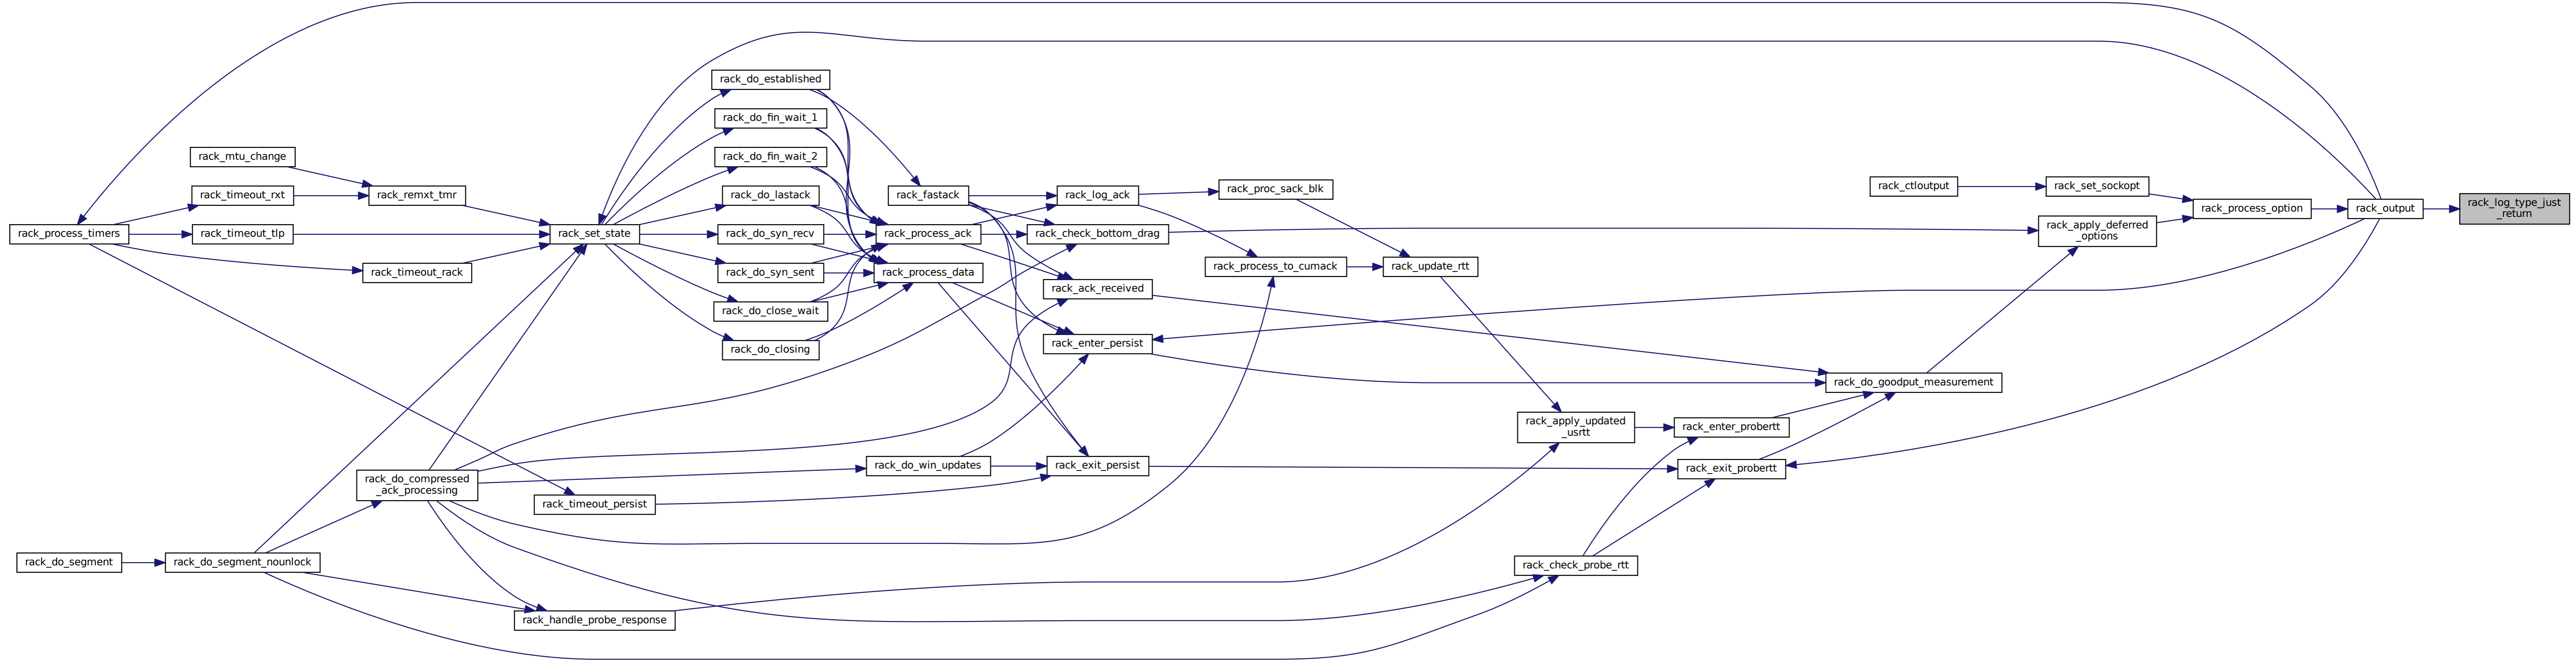 rack_do_established
rack_do_fin_wait_1
rack_mtu_change
rack_do_fin_wait_2
rack_timeout_rxt
rack_remxt_tmr
rack_do_lastack
rack_fastack
rack_log_ack
rack_proc_sack_blk
rack_ctloutput
rack_set_sockopt
rack_process_option
rack_output
rack_log_type_just
_return
rack_process_timers
rack_timeout_tlp
rack_set_state
rack_do_syn_recv
rack_process_ack
rack_check_bottom_drag
rack_apply_deferred
_options
rack_timeout_rack
rack_do_syn_sent
rack_process_data
rack_process_to_cumack
rack_update_rtt
rack_ack_received
rack_do_close_wait
rack_do_closing
rack_enter_persist
rack_do_goodput_measurement
rack_apply_updated
_usrtt
rack_enter_probertt
rack_do_compressed
_ack_processing
rack_do_win_updates
rack_exit_persist
rack_exit_probertt
rack_timeout_persist
rack_do_segment
rack_do_segment_nounlock
rack_check_probe_rtt
rack_handle_probe_response